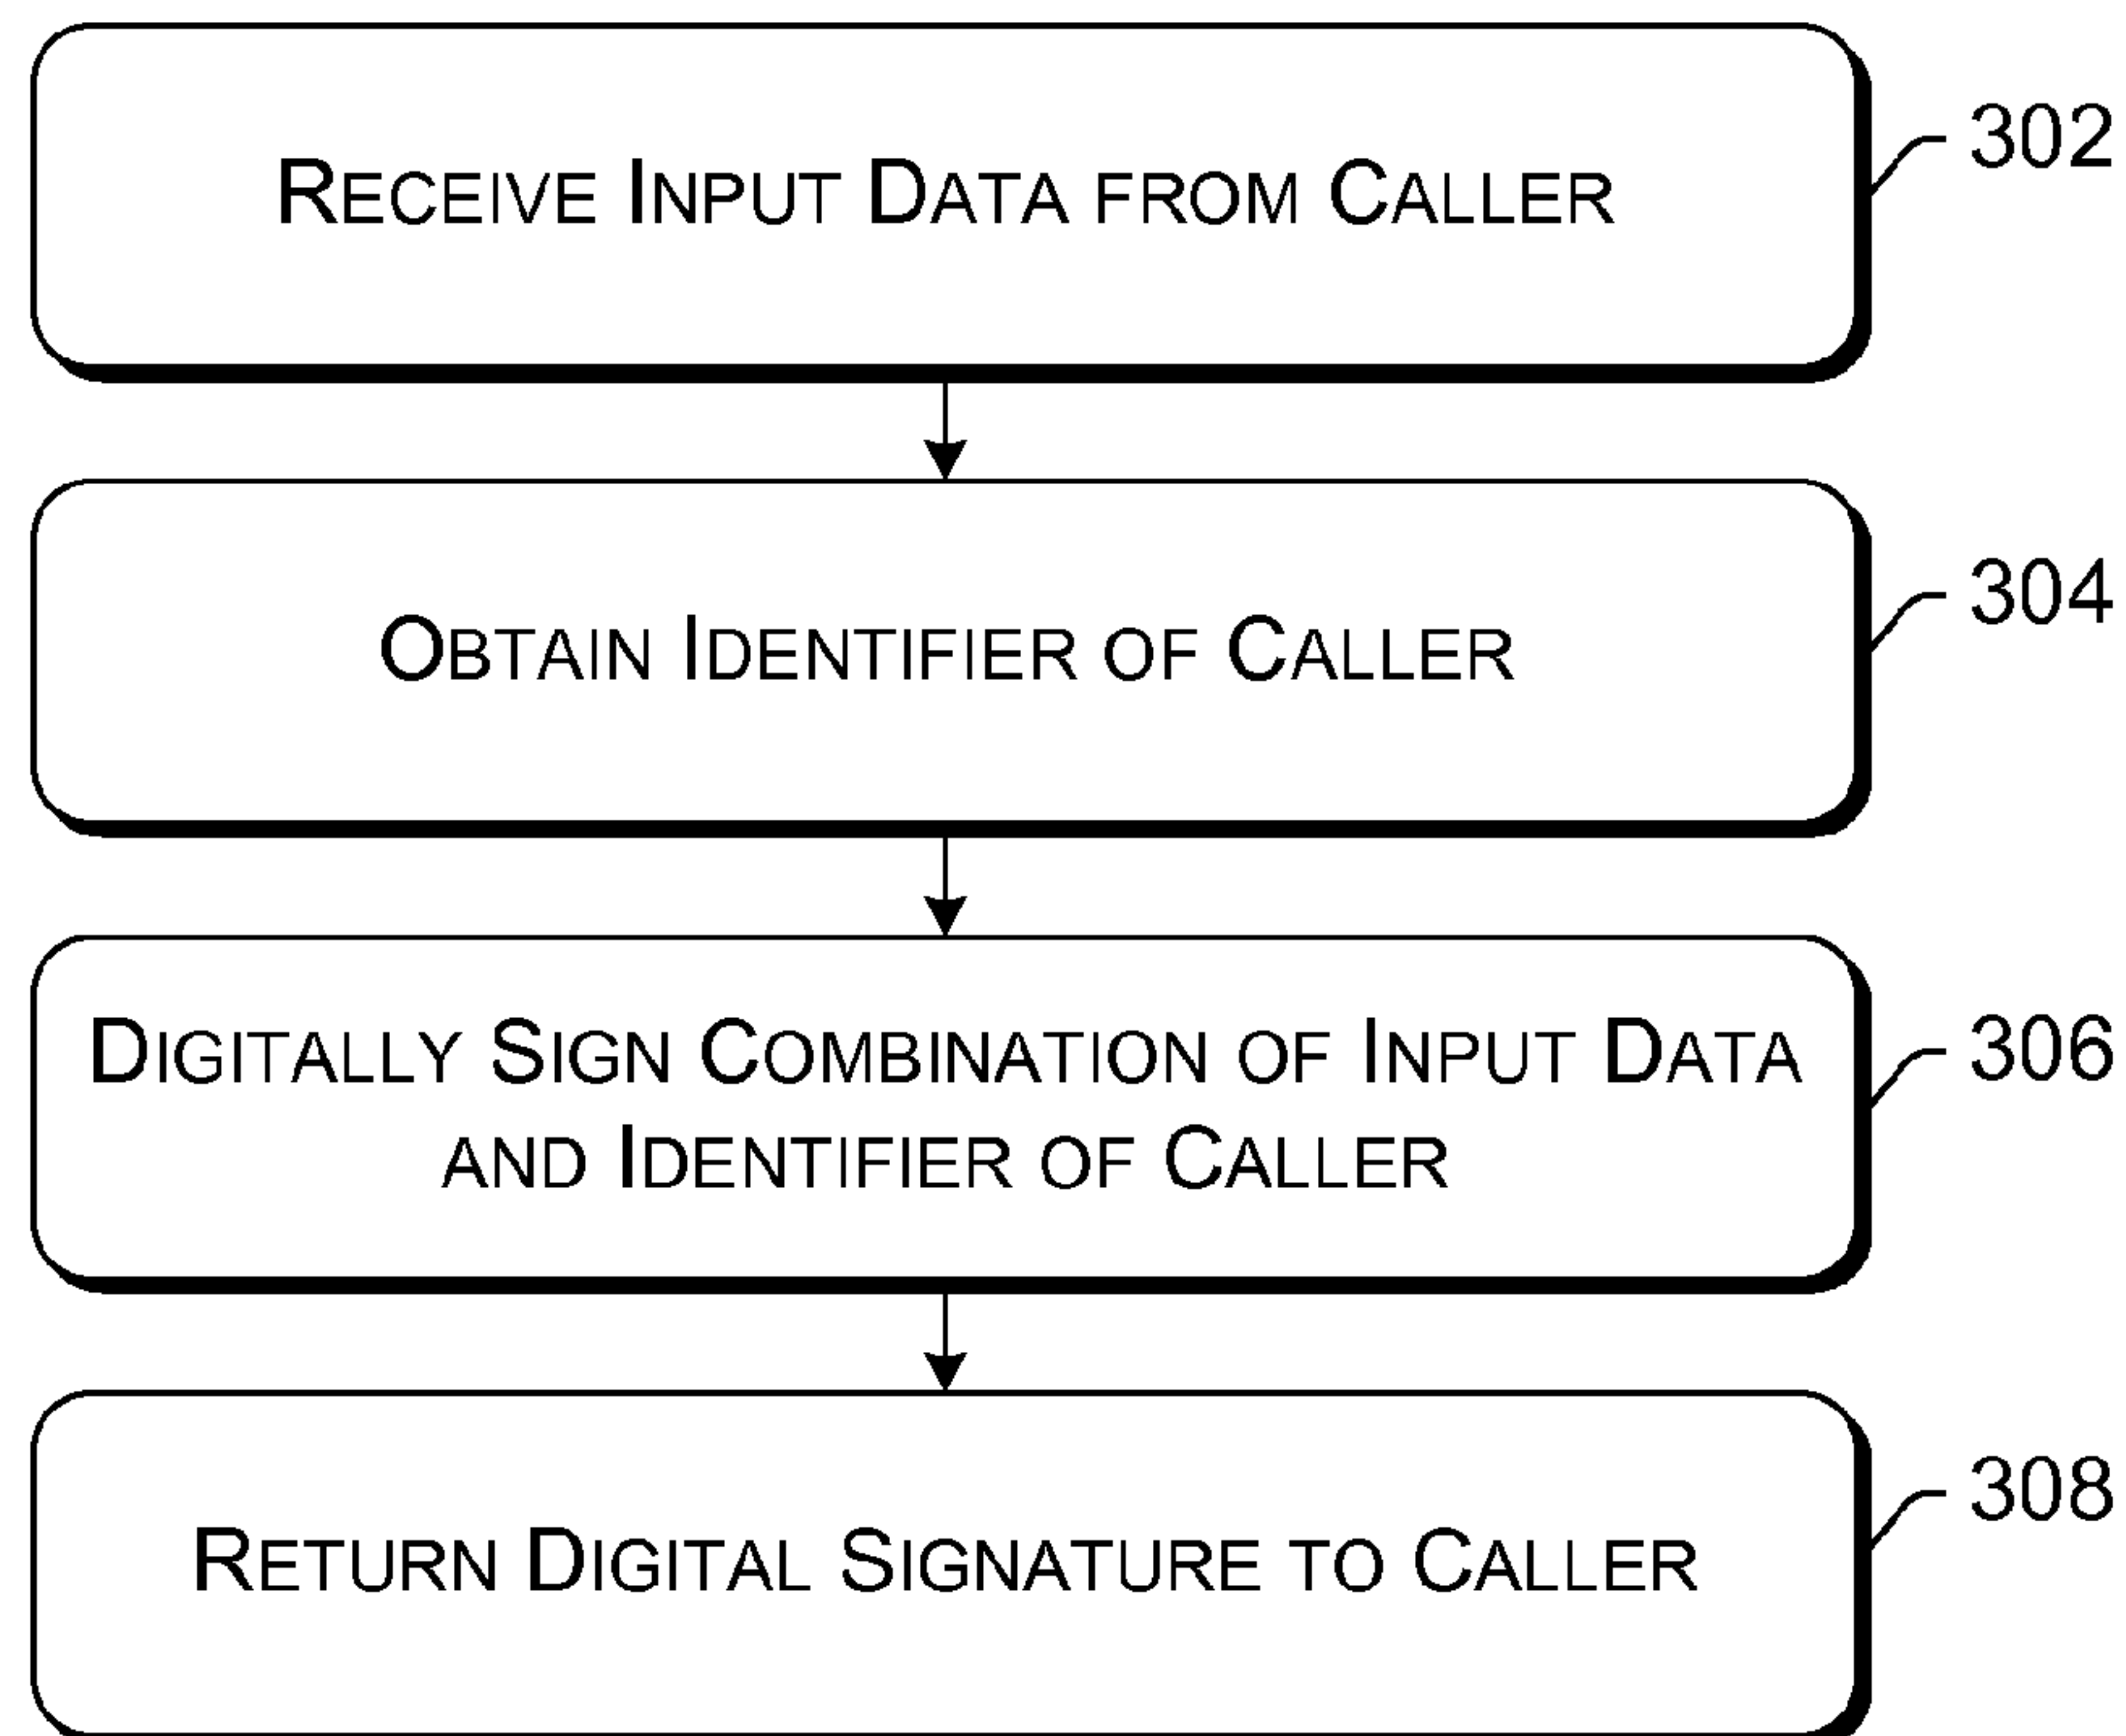 RECEIVE INPUT DATA FROM CALLER
302
OBTAIN IDENTIFIER OF CALLER
304
DIGITALLY SIGN COMBINATION OF INPUT DATA
AND IDENTIFIER OF CALLER
306
RETURN DIGITAL SIGNATURE TO CALLER
308